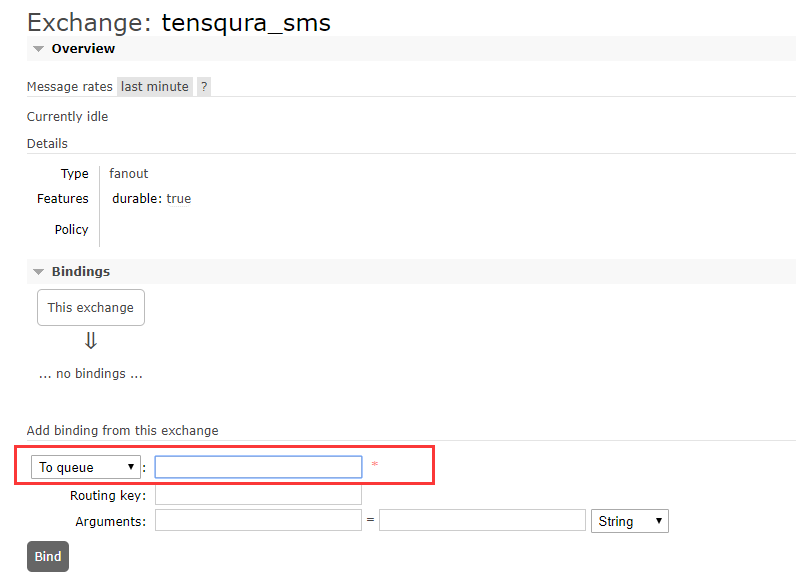 Exchange: tensqura_sms
Overview
Message rates last minute ?
Currently idle
Details
Type fanout
Features durable: true
Policy
Bindings
This exchange
⇓
... no bindings ...
Add binding from this exchange
To queue : *
Routing key:
Arguments: = String
Bind